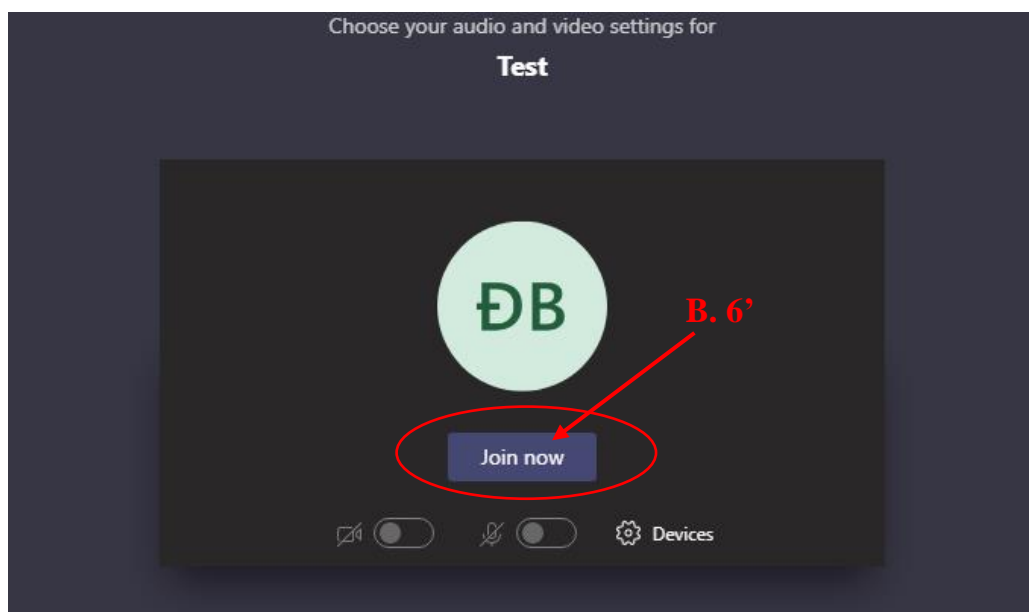 Choose your audio and video settings for
Test
ĐB
B. 6’
Join now
Devices